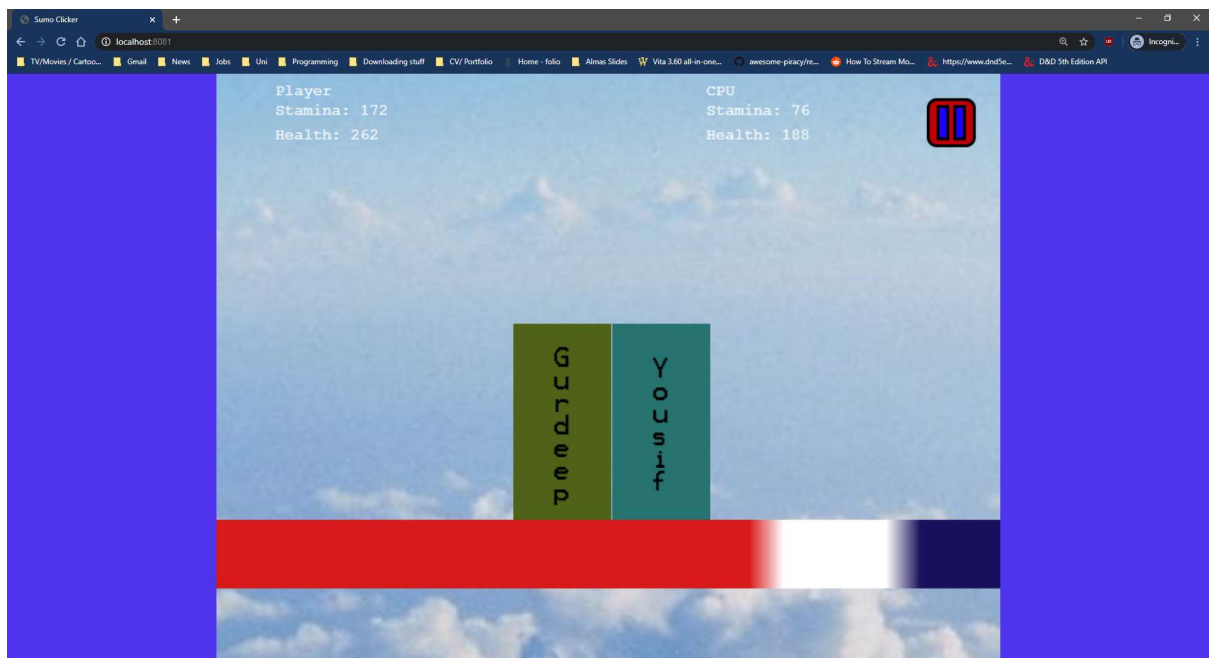 Sumo Clicker
localhost:8081
Incogni...
TV/Movies / Cartoo... Gmail News Jobs Uni Programming Downloading stuff CV/ Portfolio Home - folio Almas Slides Vita 3.60 all-in-one... awesome-piracy/re... How To Stream Mo... https://www.dnd5e... D&D 5th Edition API
Player CPU
Stamina: 172 Stamina: 76
Health: 262 Health: 188
Gurdeep
Yousif